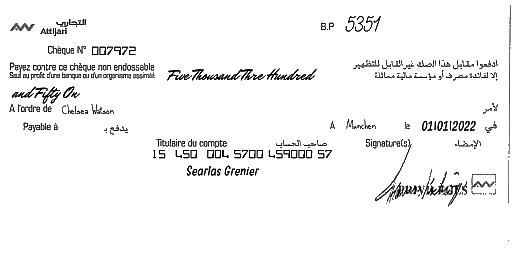 التجاري
Attijari
B.P 5351
Chèque N° 007972
Payez contre ce chèque non endossable
Sauf au profit d'une banque ou d'un organisme assimilé
Five Thousand Thre Hundred
ادفعوا مقابل هذا الصك غير القابل للتظهير
إلا لفائدة مصرف أو مؤسسة مالية مماثلة
and Fifty On
A l'ordre de Chelsea Watson
لأمر
Payable à
يدفع بـ
A Munchen le 01/01/2022 في
Titulaire du compte صاحب الحساب
Signature(s) الإمضاء
15 450 004 5700 459000 57
Searlas Grenier